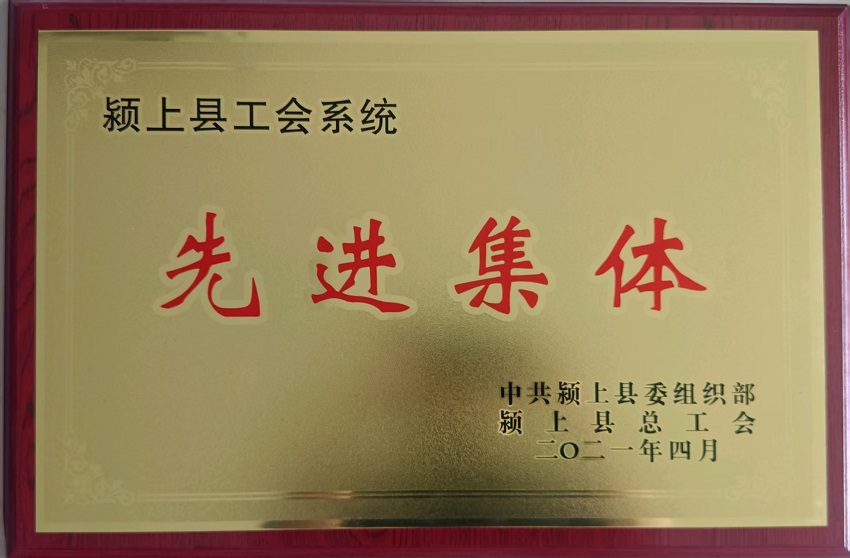 颍上县工会系统
先进集体
中共颍上县委组织部
颍上县总工会
二〇二一年四月